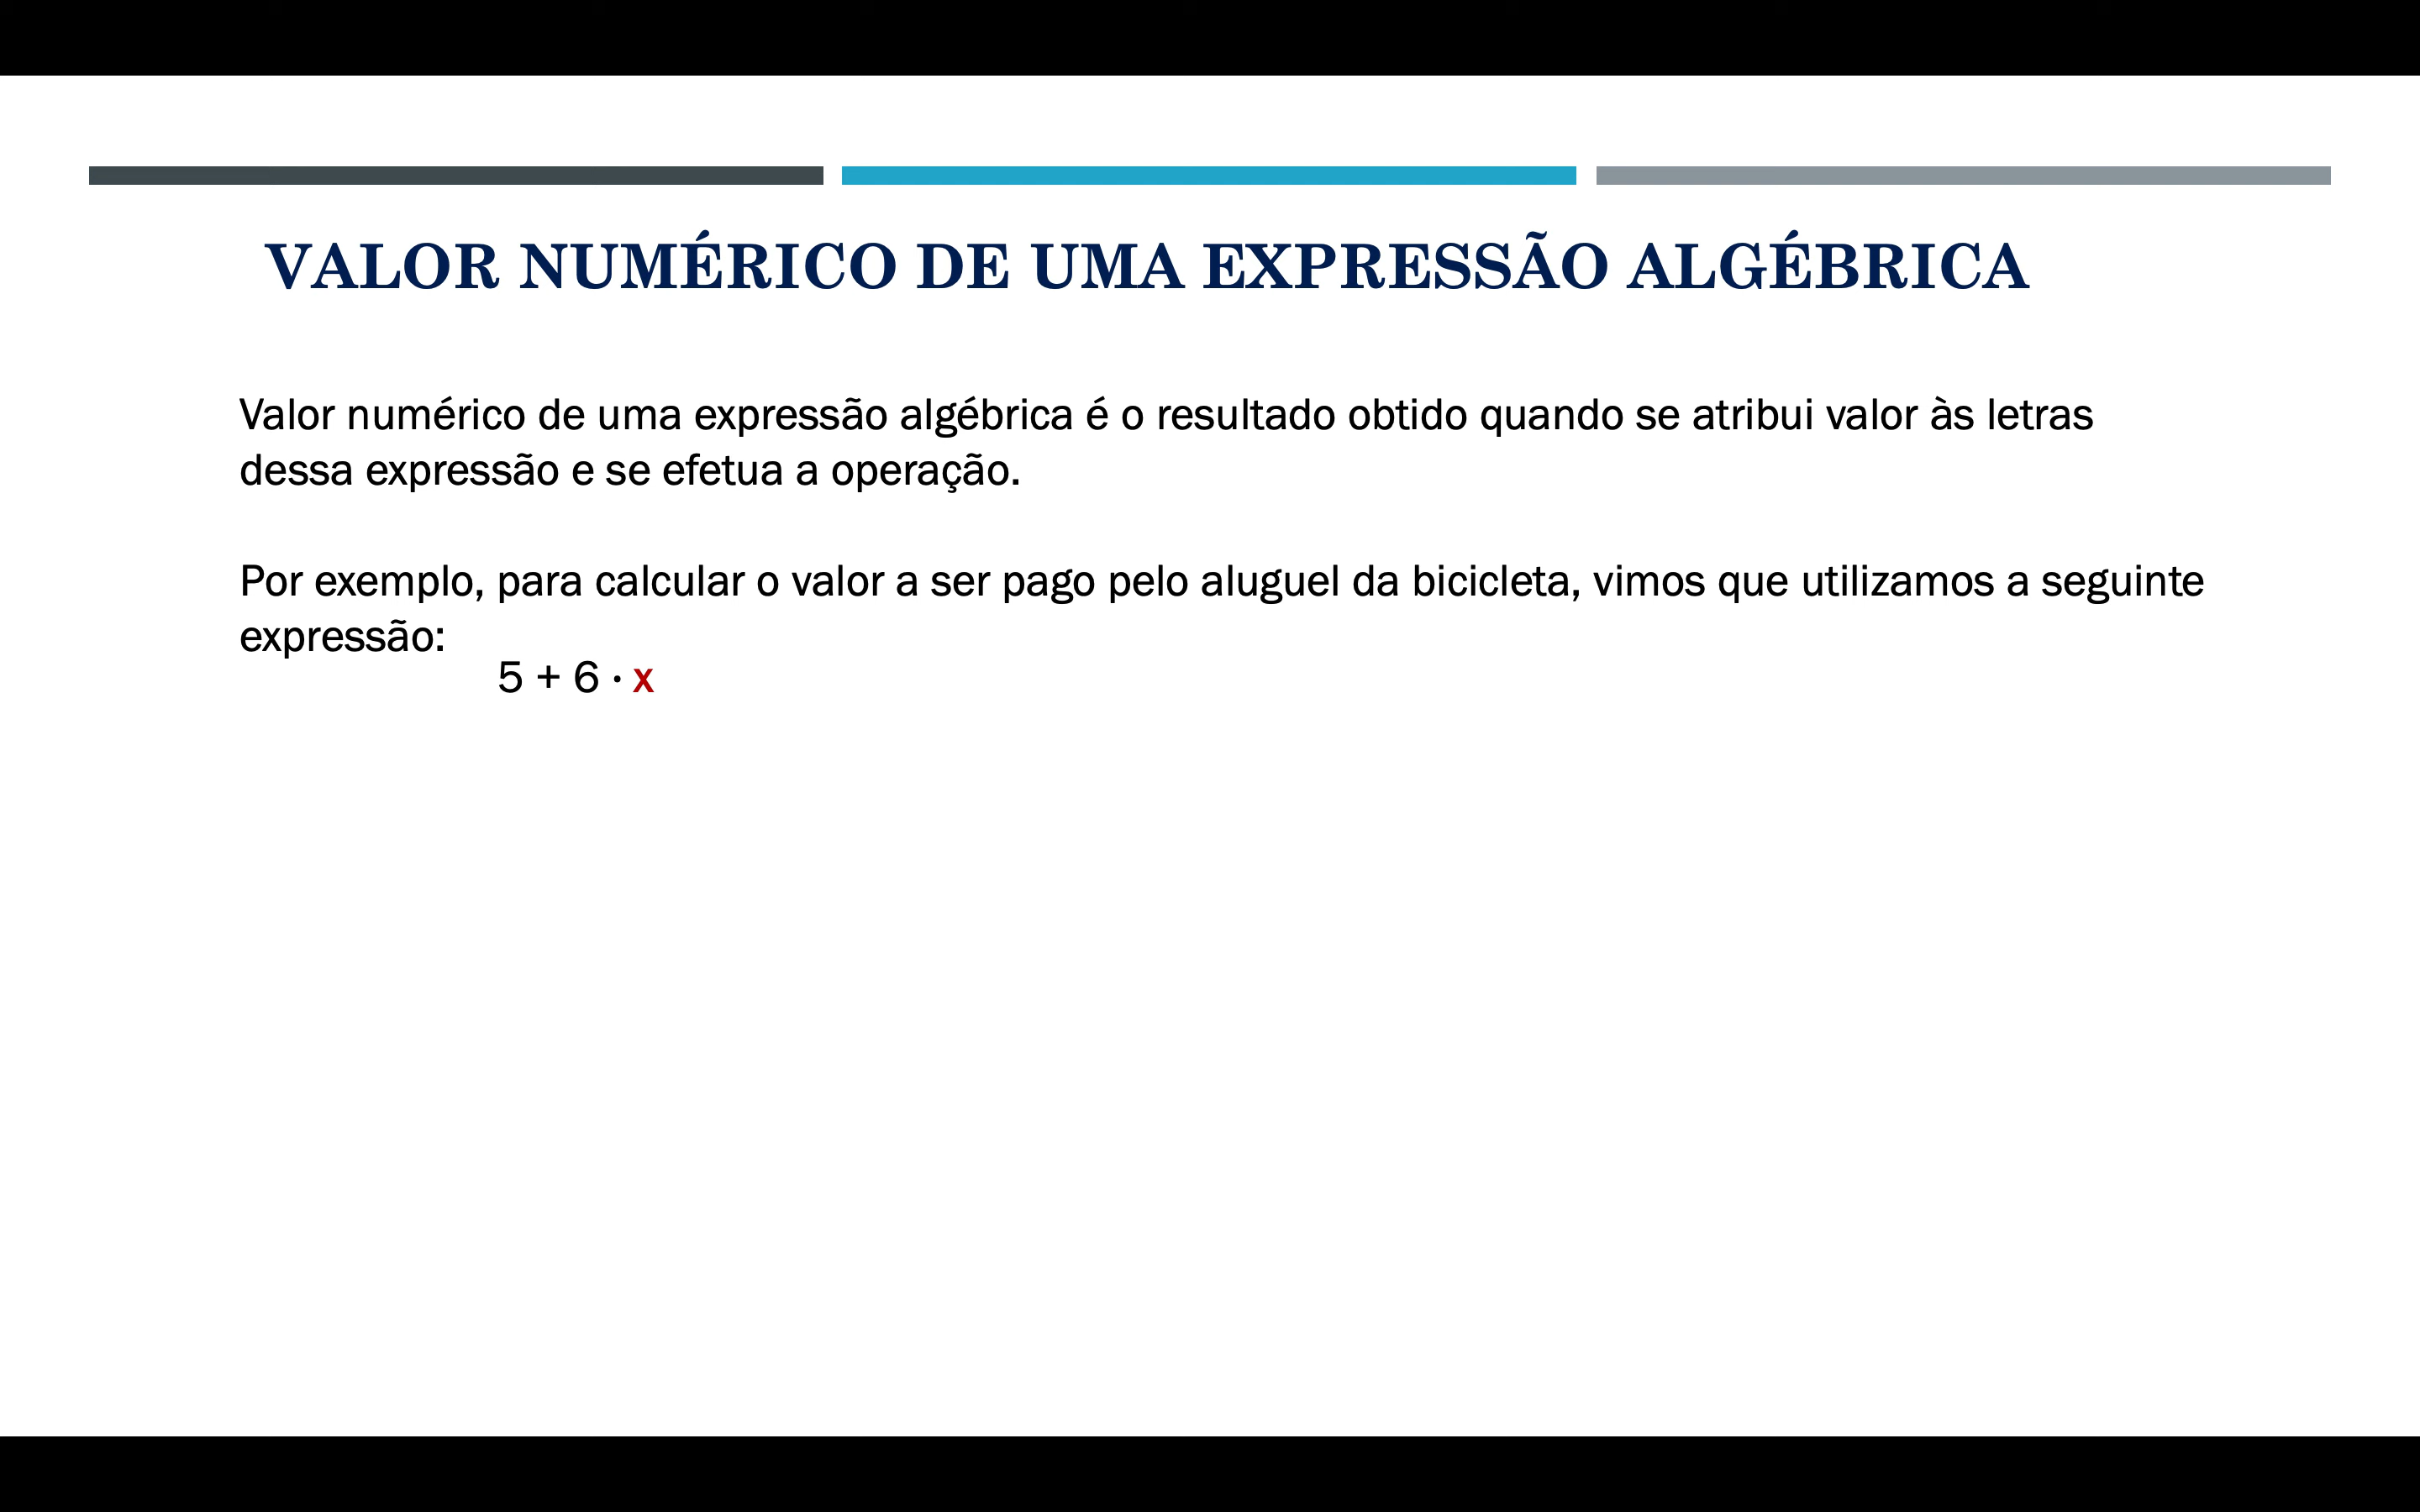 VALOR NUMÉRICO DE UMA EXPRESSÃO ALGÉBRICA
Valor numérico de uma expressão algébrica é o resultado obtido quando se atribui valor às letras
dessa expressão e se efetua a operação.
Por exemplo, para calcular o valor a ser pago pelo aluguel da bicicleta, vimos que utilizamos a seguinte
expressão:
5 + 6 · x